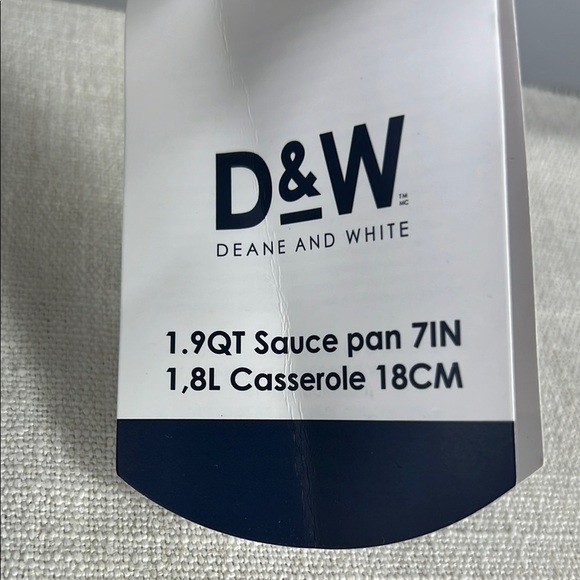 D&W TM MC
DEANE AND WHITE
1.9QT Sauce pan 7IN
1,8L Casserole 18CM